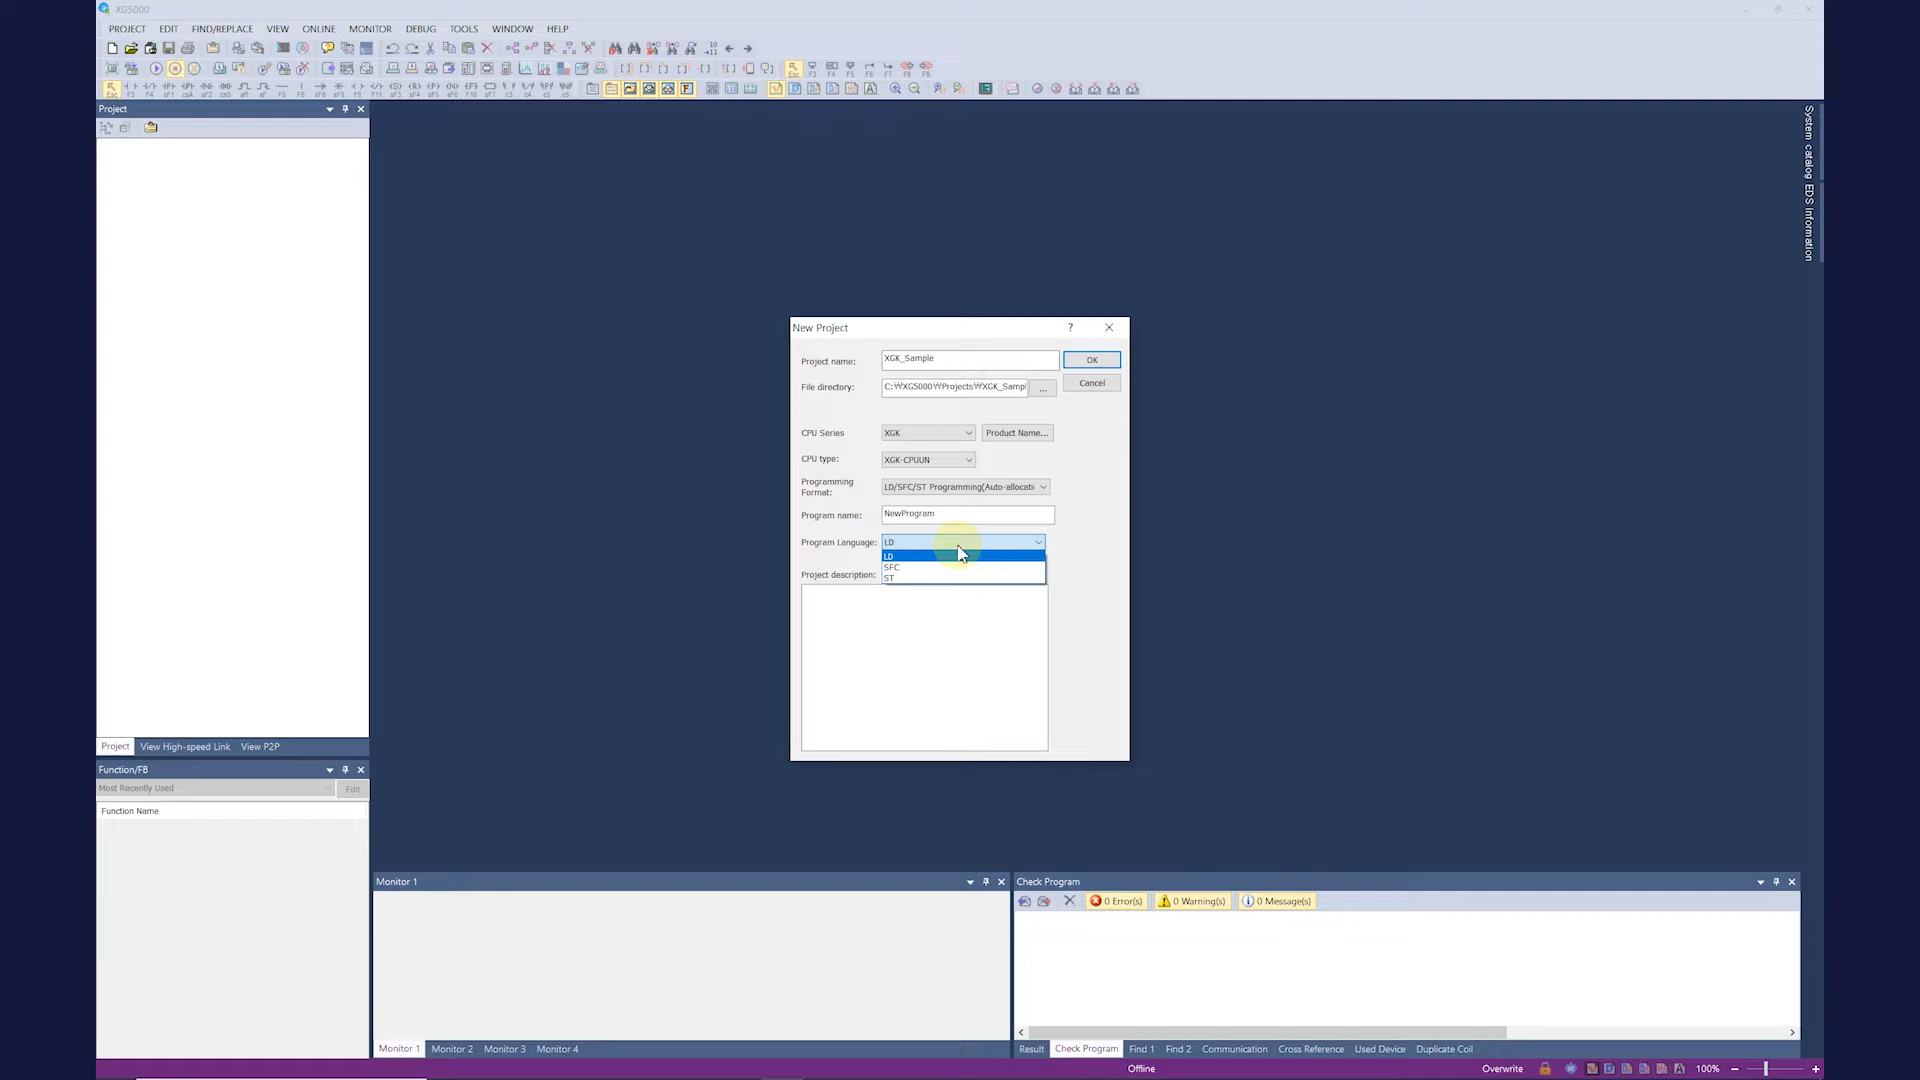 XG5000
PROJECT EDIT FIND/REPLACE VIEW ONLINE MONITOR DEBUG TOOLS WINDOW HELP
Project
System catalog
EDS information
New Project
?
Project name:
XGK_Sample
OK
File directory:
C:￦XG5000￦Projects￦XGK_Sampl
...
Cancel
CPU Series
XGK
Product Name...
CPU type:
XGK-CPUUN
Programming
Format:
LD/SFC/ST Programming(Auto-allocati
Program name:
NewProgram
Program Language:
LD
LD
SFC
ST
Project description:
Project View High-speed Link View P2P
Function/FB
Most Recently Used
Edit
Function Name
Monitor 1
Check Program
0 Error(s)
0 Warning(s)
0 Message(s)
Monitor 1 Monitor 2 Monitor 3 Monitor 4
Result Check Program Find 1 Find 2 Communication Cross Reference Used Device Duplicate Coil
Offline
Overwrite
100%